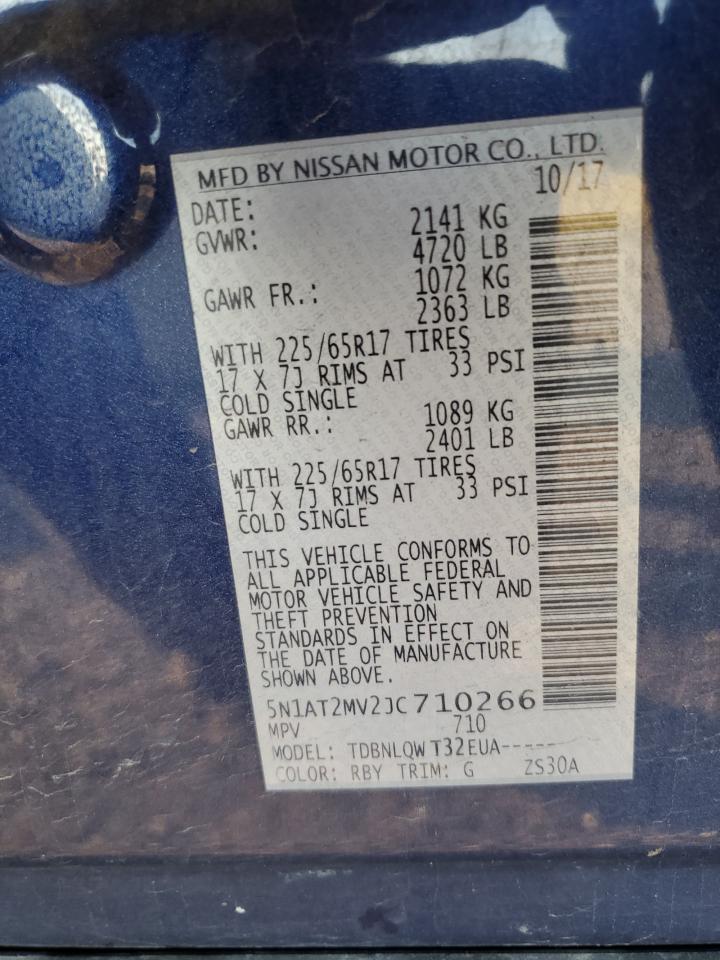 MFD BY NISSAN MOTOR CO., LTD.
DATE: 10/17
GVWR: 2141 KG
4720 LB
GAWR FR.: 1072 KG
2363 LB
WITH 225/65R17 TIRES
17 X 7J RIMS AT 33 PSI
COLD SINGLE
GAWR RR.: 1089 KG
2401 LB
WITH 225/65R17 TIRES
17 X 7J RIMS AT 33 PSI
COLD SINGLE
THIS VEHICLE CONFORMS TO
ALL APPLICABLE FEDERAL
MOTOR VEHICLE SAFETY AND
THEFT PREVENTION
STANDARDS IN EFFECT ON
THE DATE OF MANUFACTURE
SHOWN ABOVE.
5N1AT2MV2JC710266
MPV 710
MODEL: TDBNLQW T32EUA-----
COLOR: RBY TRIM: G ZS30A